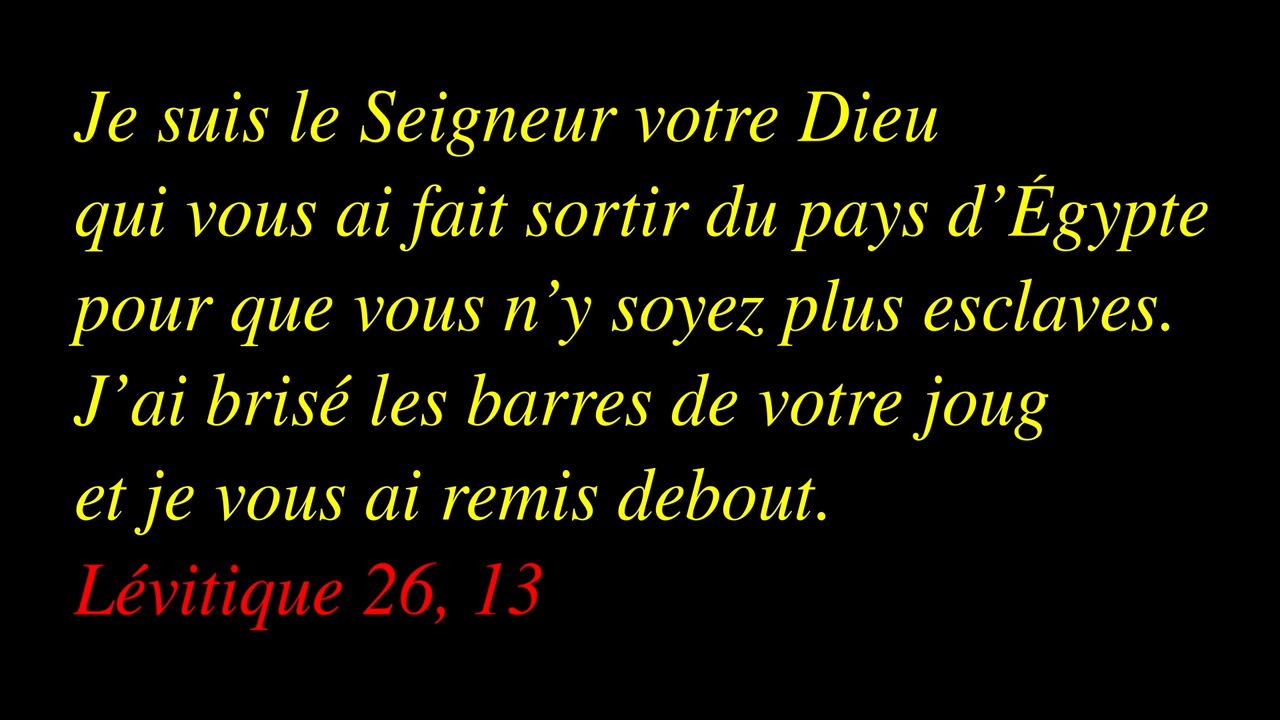 Je suis le Seigneur votre Dieu
qui vous ai fait sortir du pays d’Égypte
pour que vous n’y soyez plus esclaves.
J’ai brisé les barres de votre joug
et je vous ai remis debout.
Lévitique 26, 13